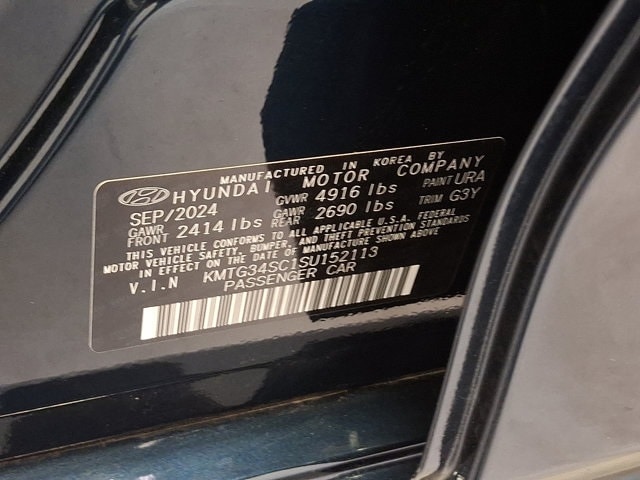 MANUFACTURED IN KOREA BY
HYUNDAI MOTOR COMPANY
SEP/2024 GVWR 4916 lbs PAINT URA
GAWR FRONT 2414 lbs GAWR REAR 2690 lbs TRIM G3Y
THIS VEHICLE CONFORMS TO ALL APPLICABLE U.S.A. FEDERAL
MOTOR VEHICLE SAFETY, BUMPER, AND THEFT PREVENTION STANDARDS
IN EFFECT ON THE DATE OF MANUFACTURE SHOWN ABOVE
V.I.N KMTG34SC1SU152113
PASSENGER CAR